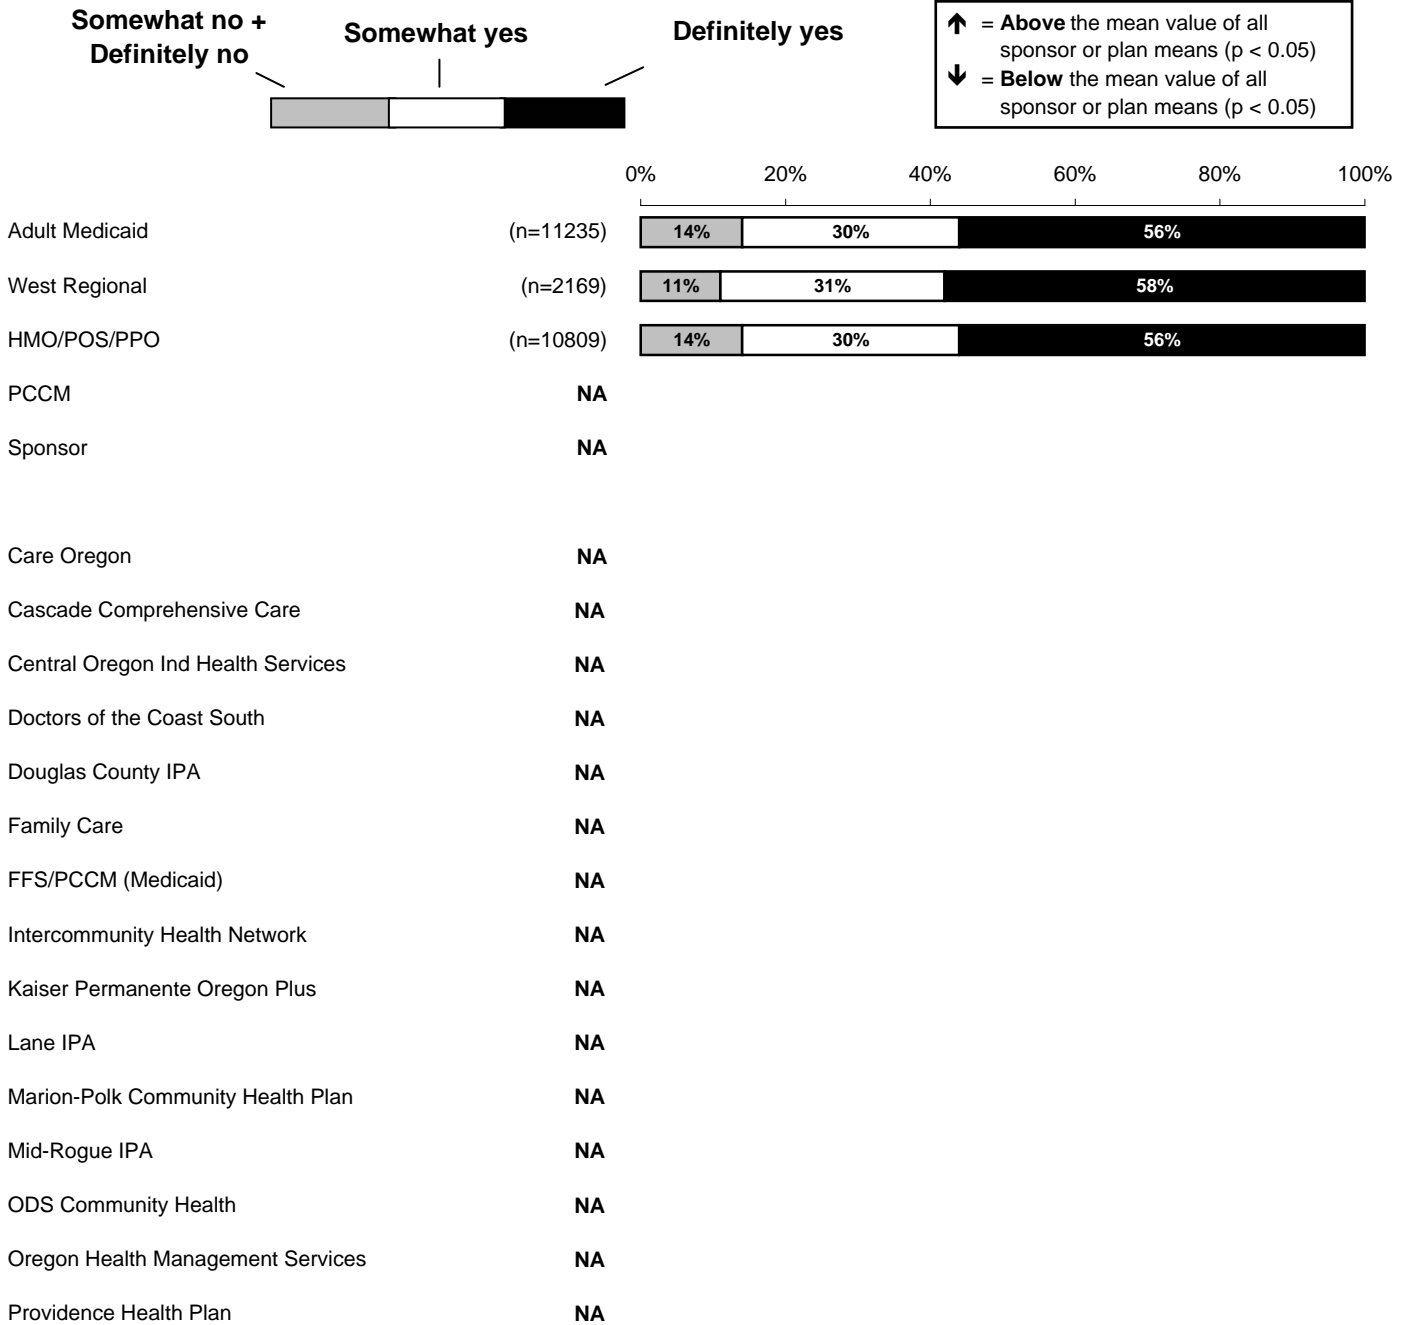 Somewhat no +
Definitely no
Somewhat yes
Definitely yes
↑ = Above the mean value of all
sponsor or plan means (p < 0.05)
↓ = Below the mean value of all
sponsor or plan means (p < 0.05)
0% 20% 40% 60% 80% 100%
Adult Medicaid (n=11235) 14% 30% 56%
West Regional (n=2169) 11% 31% 58%
HMO/POS/PPO (n=10809) 14% 30% 56%
PCCM NA
Sponsor NA
Care Oregon NA
Cascade Comprehensive Care NA
Central Oregon Ind Health Services NA
Doctors of the Coast South NA
Douglas County IPA NA
Family Care NA
FFS/PCCM (Medicaid) NA
Intercommunity Health Network NA
Kaiser Permanente Oregon Plus NA
Lane IPA NA
Marion-Polk Community Health Plan NA
Mid-Rogue IPA NA
ODS Community Health NA
Oregon Health Management Services NA
Providence Health Plan NA